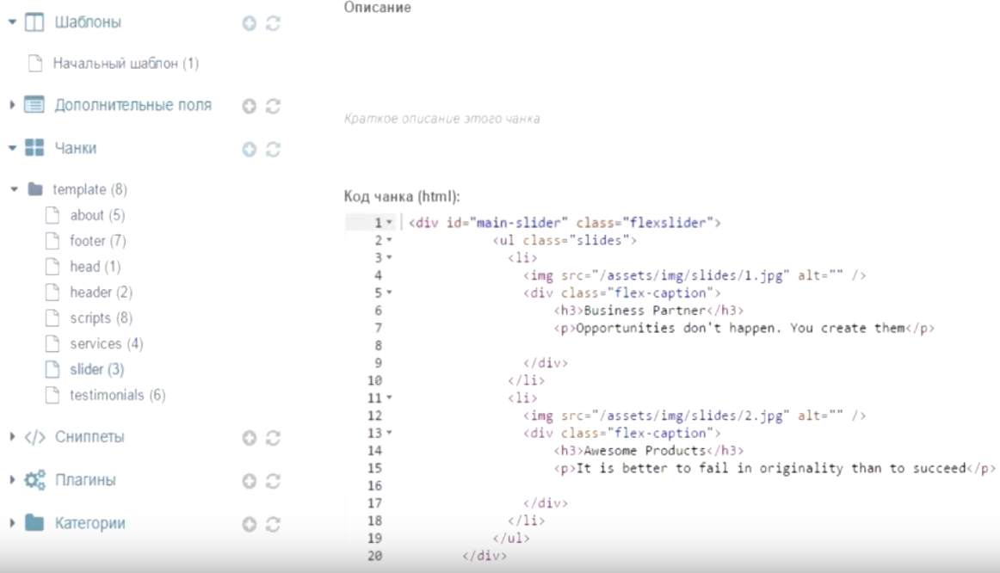 Шаблоны
Начальный шаблон (1)
Дополнительные поля
Чанки
template (8)
about (5)
footer (7)
head (1)
header (2)
scripts (8)
services (4)
slider (3)
testimonials (6)
Сниппеты
Плагины
Категории
Описание
Краткое описание этого чанка
Код чанка (html):
1 <div id="main-slider" class="flexslider">
2 <ul class="slides">
3 <li>
4 <img src="/assets/img/slides/1.jpg" alt="" />
5 <div class="flex-caption">
6 <h3>Business Partner</h3>
7 <p>Opportunities don't happen. You create them</p>
8
9 </div>
10 </li>
11 <li>
12 <img src="/assets/img/slides/2.jpg" alt="" />
13 <div class="flex-caption">
14 <h3>Awesome Products</h3>
15 <p>It is better to fail in originality than to succeed</p>
16
17 </div>
18 </li>
19 </ul>
20 </div>